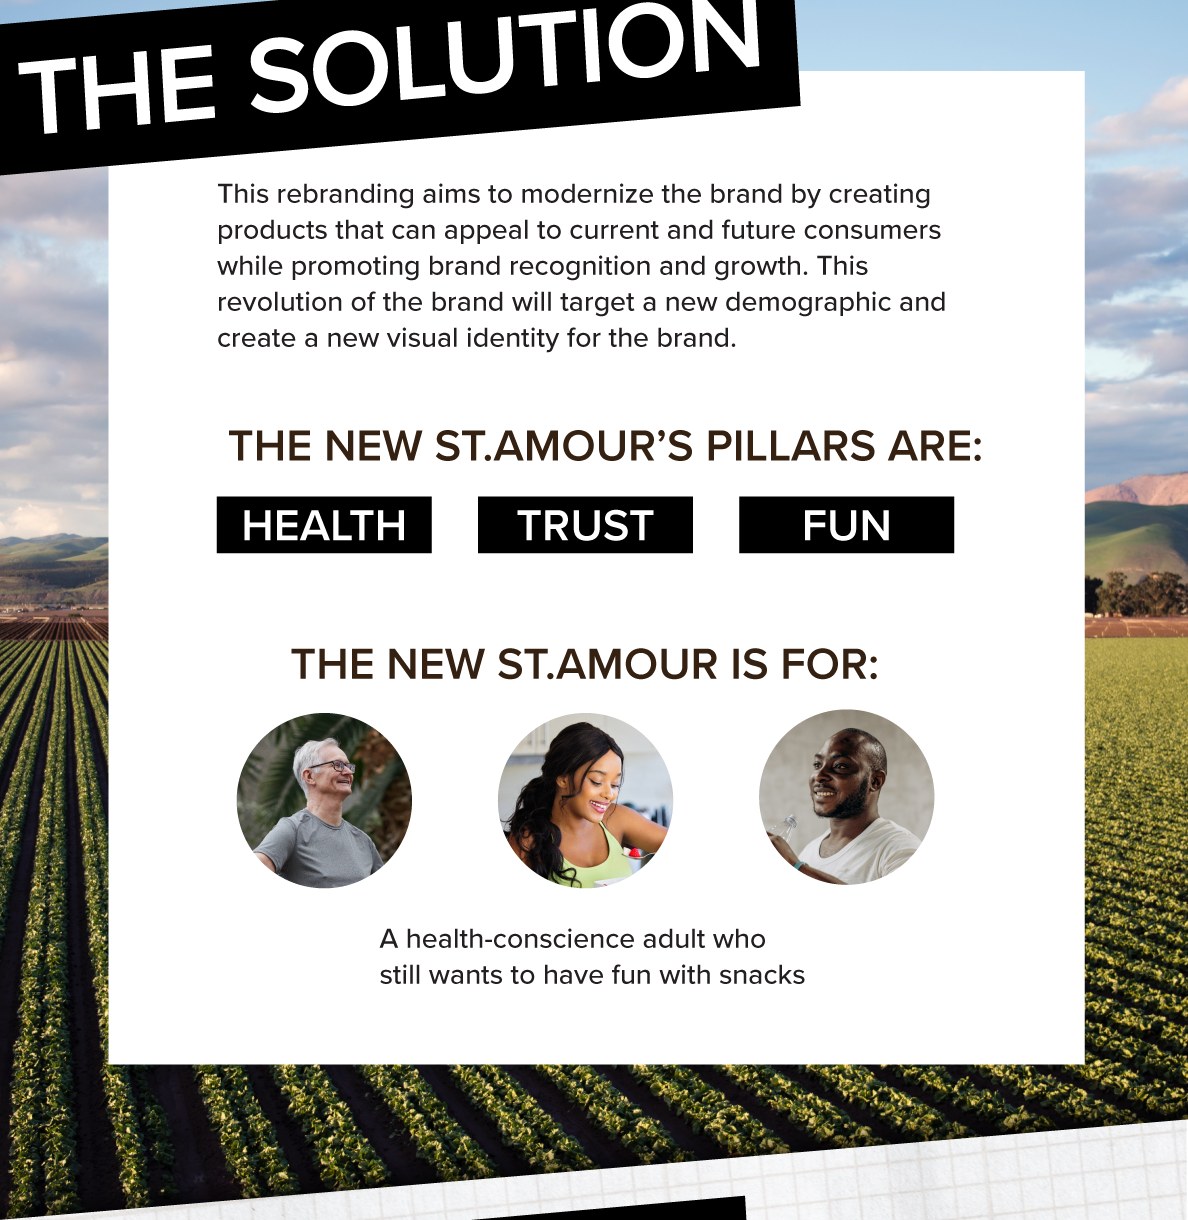 THE SOLUTION
This rebranding aims to modernize the brand by creating
products that can appeal to current and future consumers
while promoting brand recognition and growth. This
revolution of the brand will target a new demographic and
create a new visual identity for the brand.
THE NEW ST.AMOUR’S PILLARS ARE:
HEALTH TRUST FUN
THE NEW ST.AMOUR IS FOR:
A health-conscience adult who
still wants to have fun with snacks